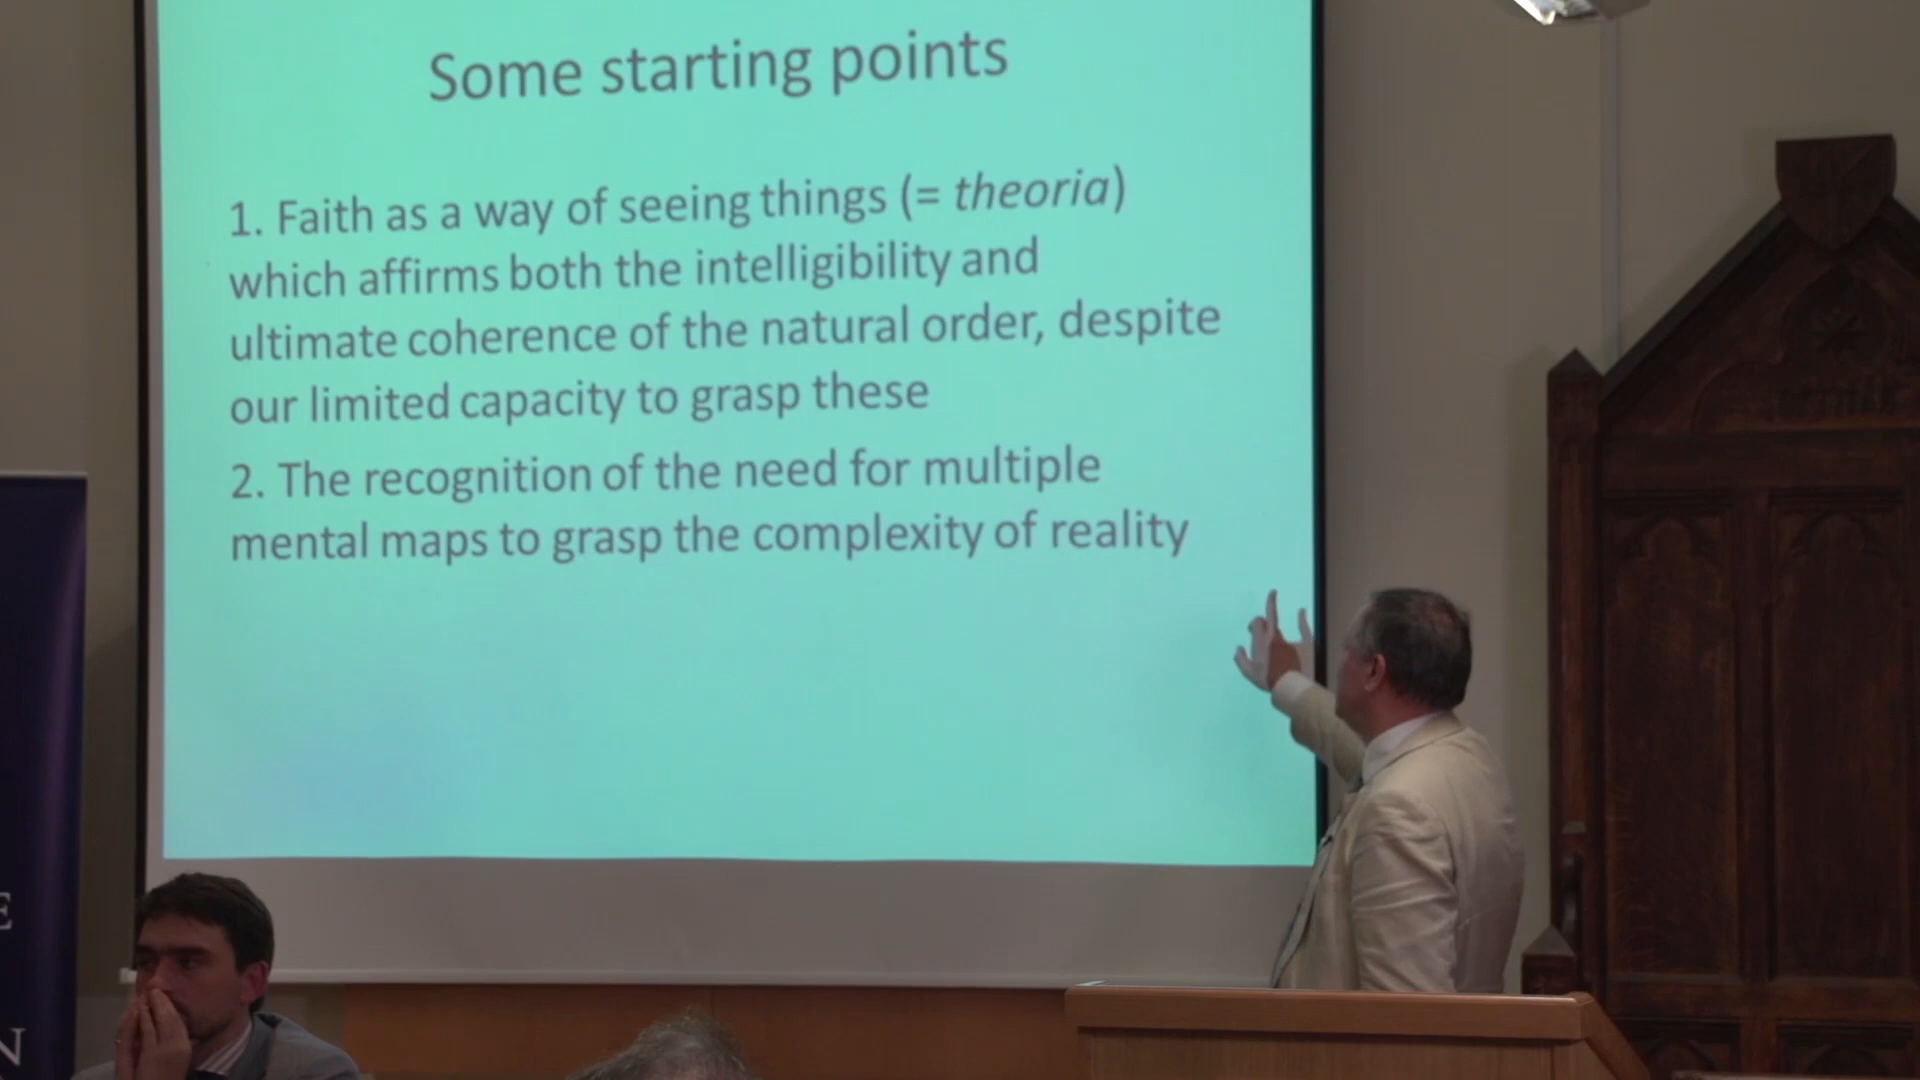 Some starting points
1. Faith as a way of seeing things (= theoria)
which affirms both the intelligibility and
ultimate coherence of the natural order, despite
our limited capacity to grasp these
2. The recognition of the need for multiple
mental maps to grasp the complexity of reality
E
N